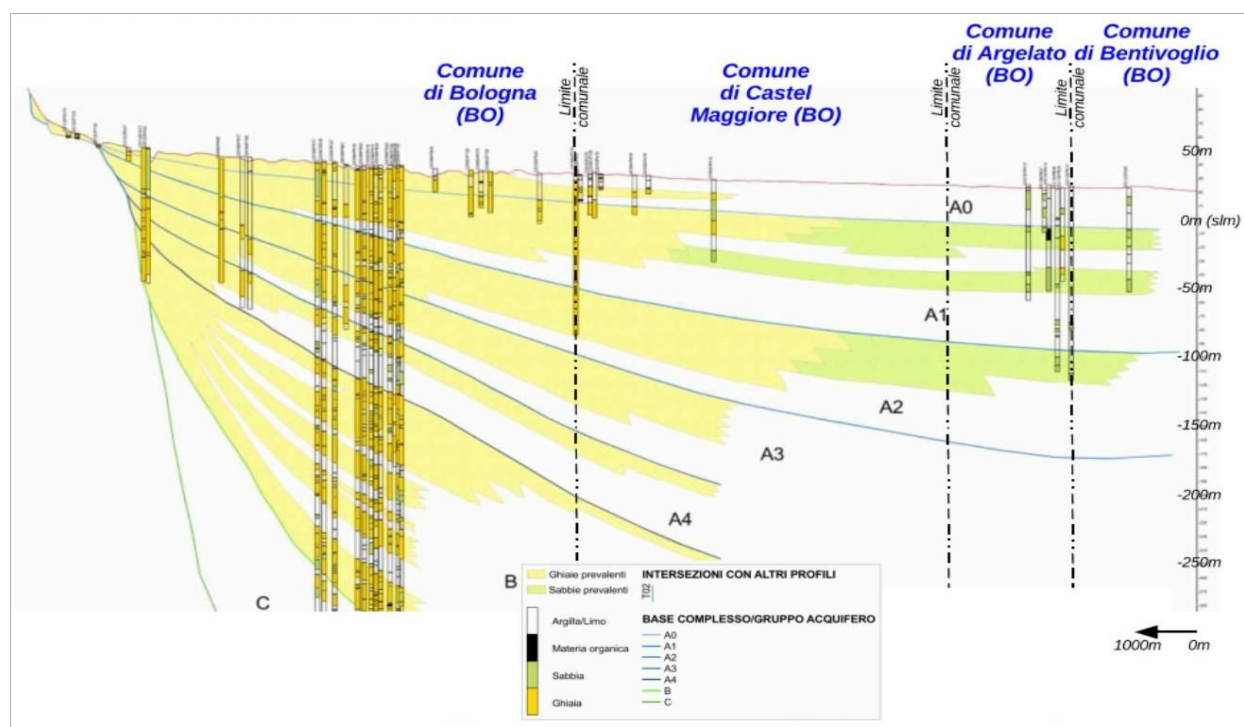 Comune
di Bologna
(BO)
Limite
comunale
Comune
di Castel
Maggiore (BO)
Limite
comunale
Comune
di Argelato
(BO)
Limite
comunale
Comune
di Bentivoglio
(BO)
50m
0m (slm)
-50m
-100m
-150m
-200m
-250m
A0
A1
A2
A3
A4
B
C
Ghiaie prevalenti
Sabbie prevalenti
Argilla/Limo
Materia organica
Sabbia
Ghiaia
INTERSEZIONI CON ALTRI PROFILI
T02
BASE COMPLESSO/GRUPPO ACQUIFERO
A0
A1
A2
A3
A4
B
C
1000m 0m